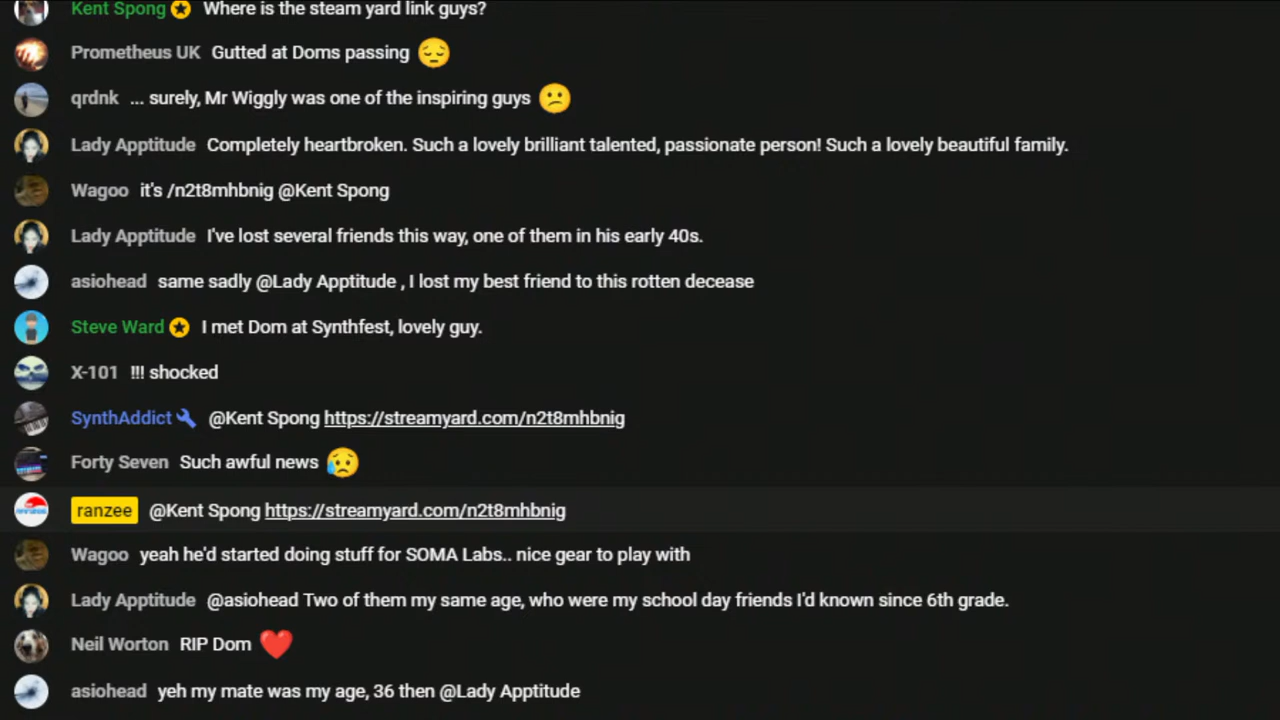 Kent Spong Where is the steam yard link guys?
Prometheus UK Gutted at Doms passing 😔
qrdnk ... surely, Mr Wiggly was one of the inspiring guys 😕
Lady Apptitude Completely heartbroken. Such a lovely brilliant talented, passionate person! Such a lovely beautiful family.
Wagoo it's /n2t8mhbnig @Kent Spong
Lady Apptitude I've lost several friends this way, one of them in his early 40s.
asiohead same sadly @Lady Apptitude , I lost my best friend to this rotten decease
Steve Ward I met Dom at Synthfest, lovely guy.
X-101 !!! shocked
SynthAddict @Kent Spong https://streamyard.com/n2t8mhbnig
Forty Seven Such awful news 😥
ranzee @Kent Spong https://streamyard.com/n2t8mhbnig
Wagoo yeah he'd started doing stuff for SOMA Labs.. nice gear to play with
Lady Apptitude @asiohead Two of them my same age, who were my school day friends I'd known since 6th grade.
Neil Worton RIP Dom ❤️
asiohead yeh my mate was my age, 36 then @Lady Apptitude